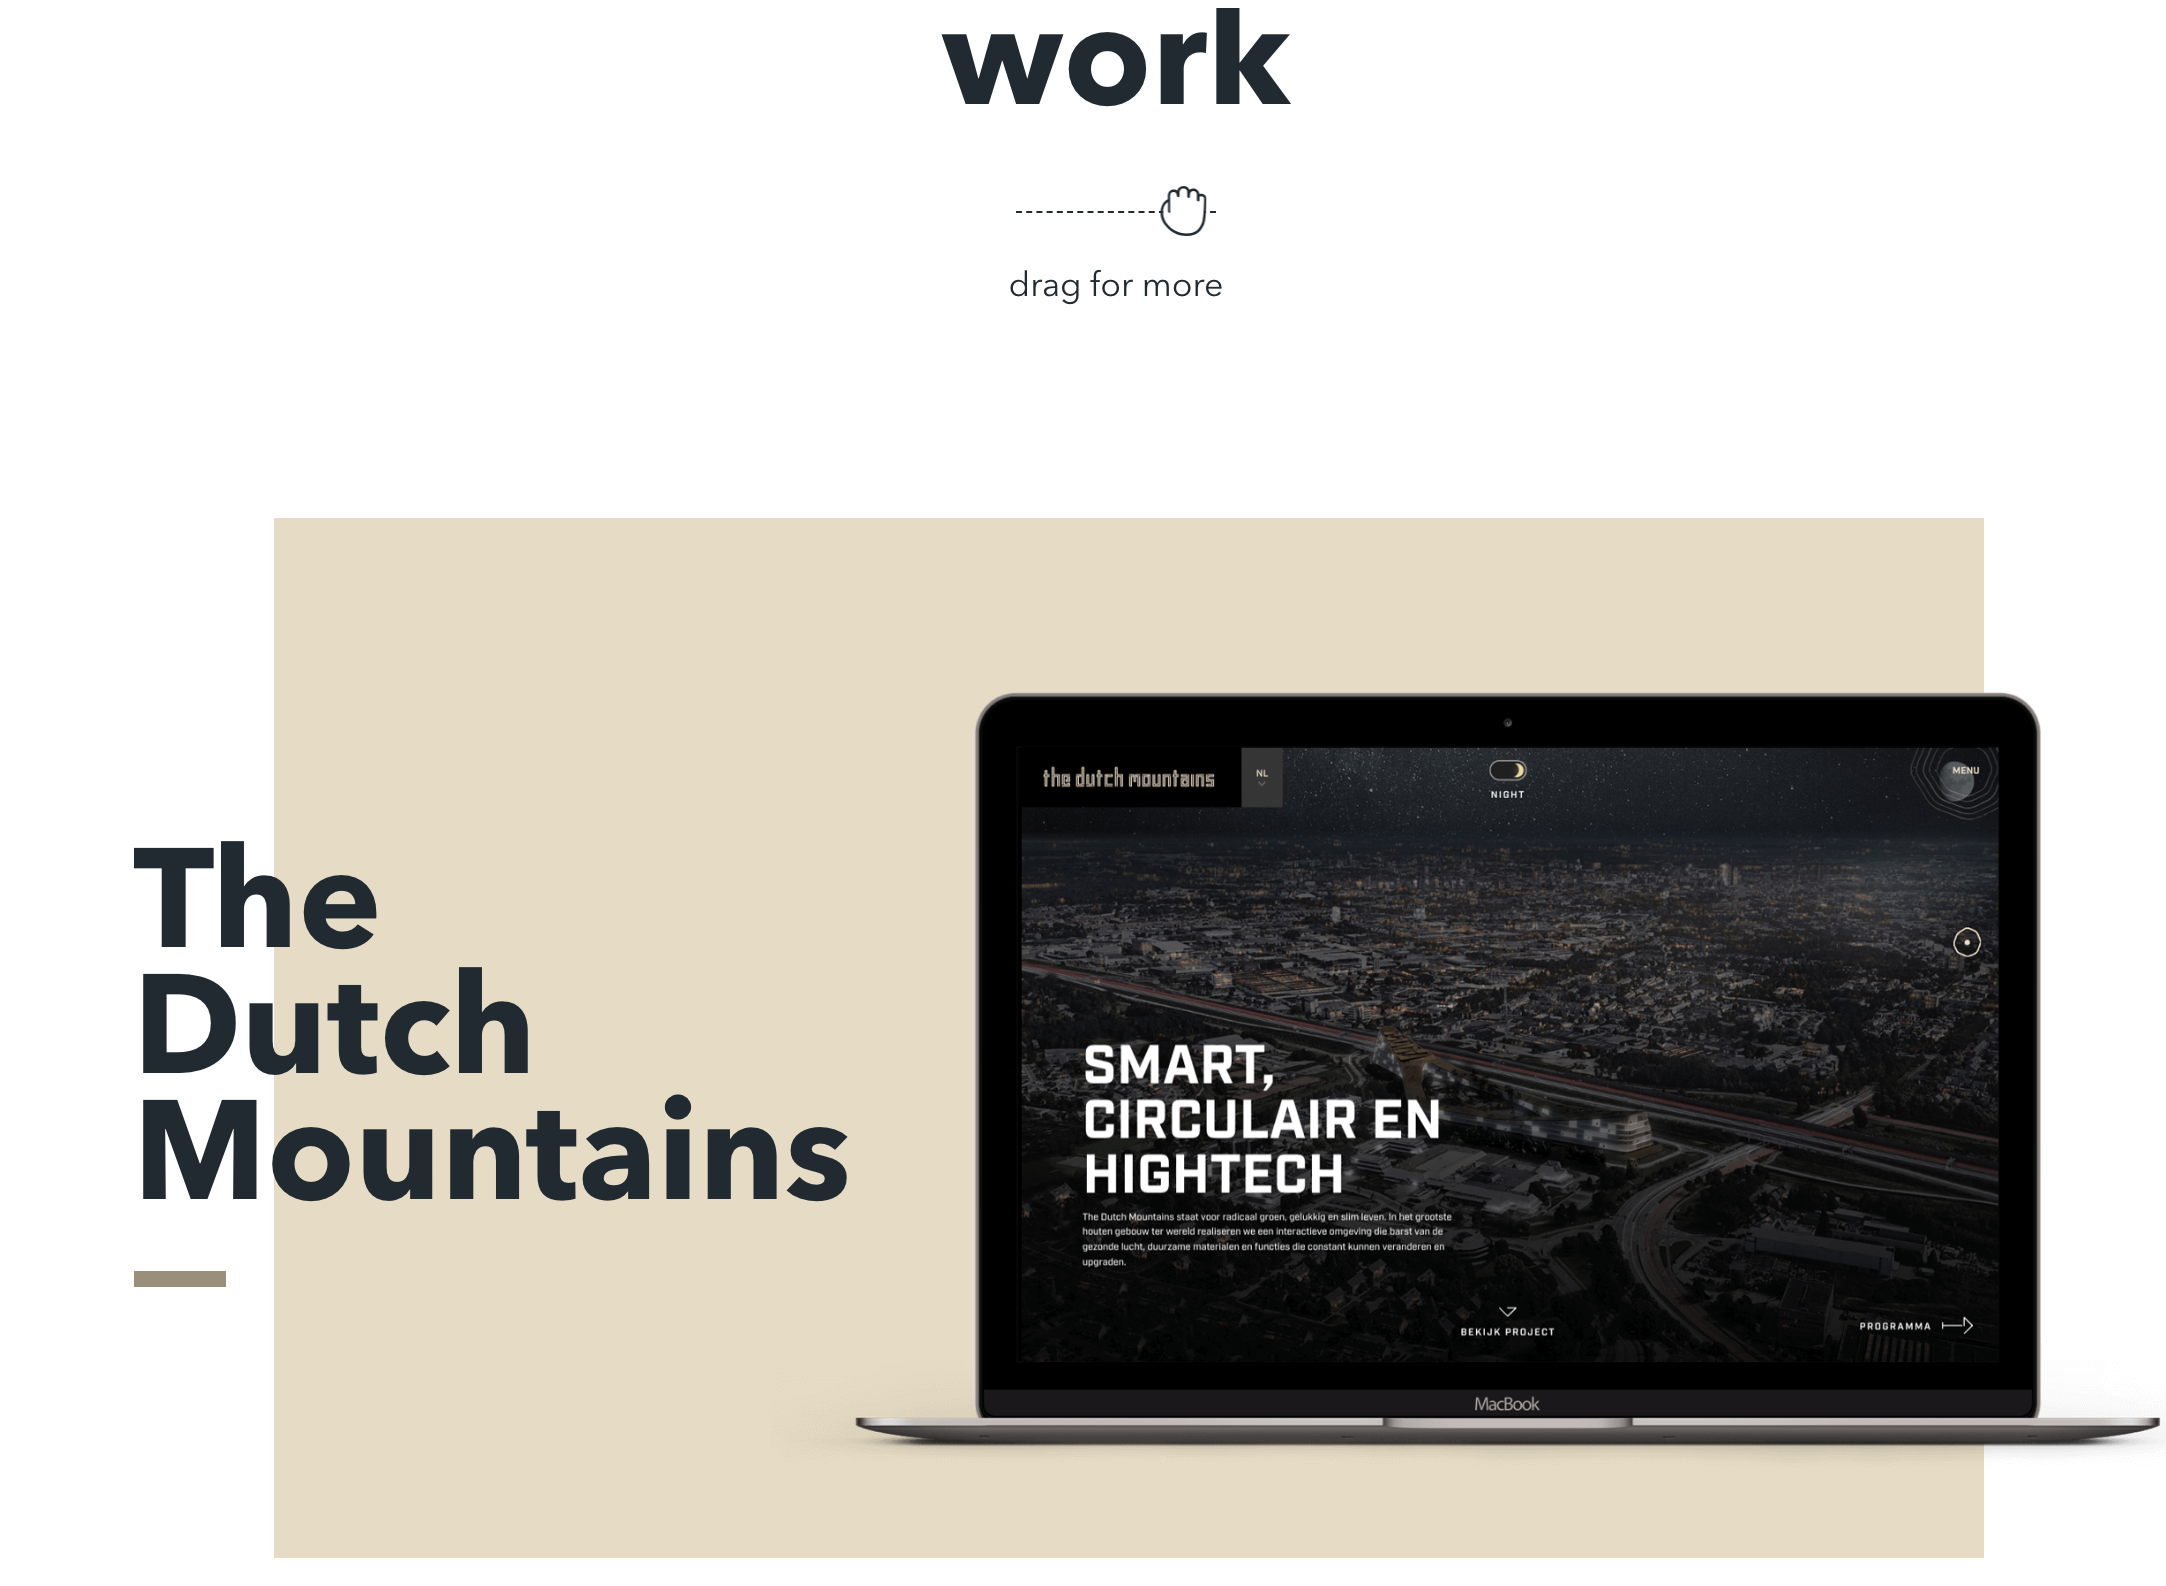 work
drag for more
The
Dutch
Mountains
the dutch mountains
NL
NIGHT
MENU
SMART,
CIRCULAIR EN
HIGHTECH
The Dutch Mountains staat voor radicaal groen, gelukkig en slim leven. In het grootste
houten gebouw ter wereld realiseren we een interactieve omgeving die barst van de
gezonde lucht, duurzame materialen en functies die constant kunnen veranderen en
upgraden.
BEKIJK PROJECT
PROGRAMMA
MacBook